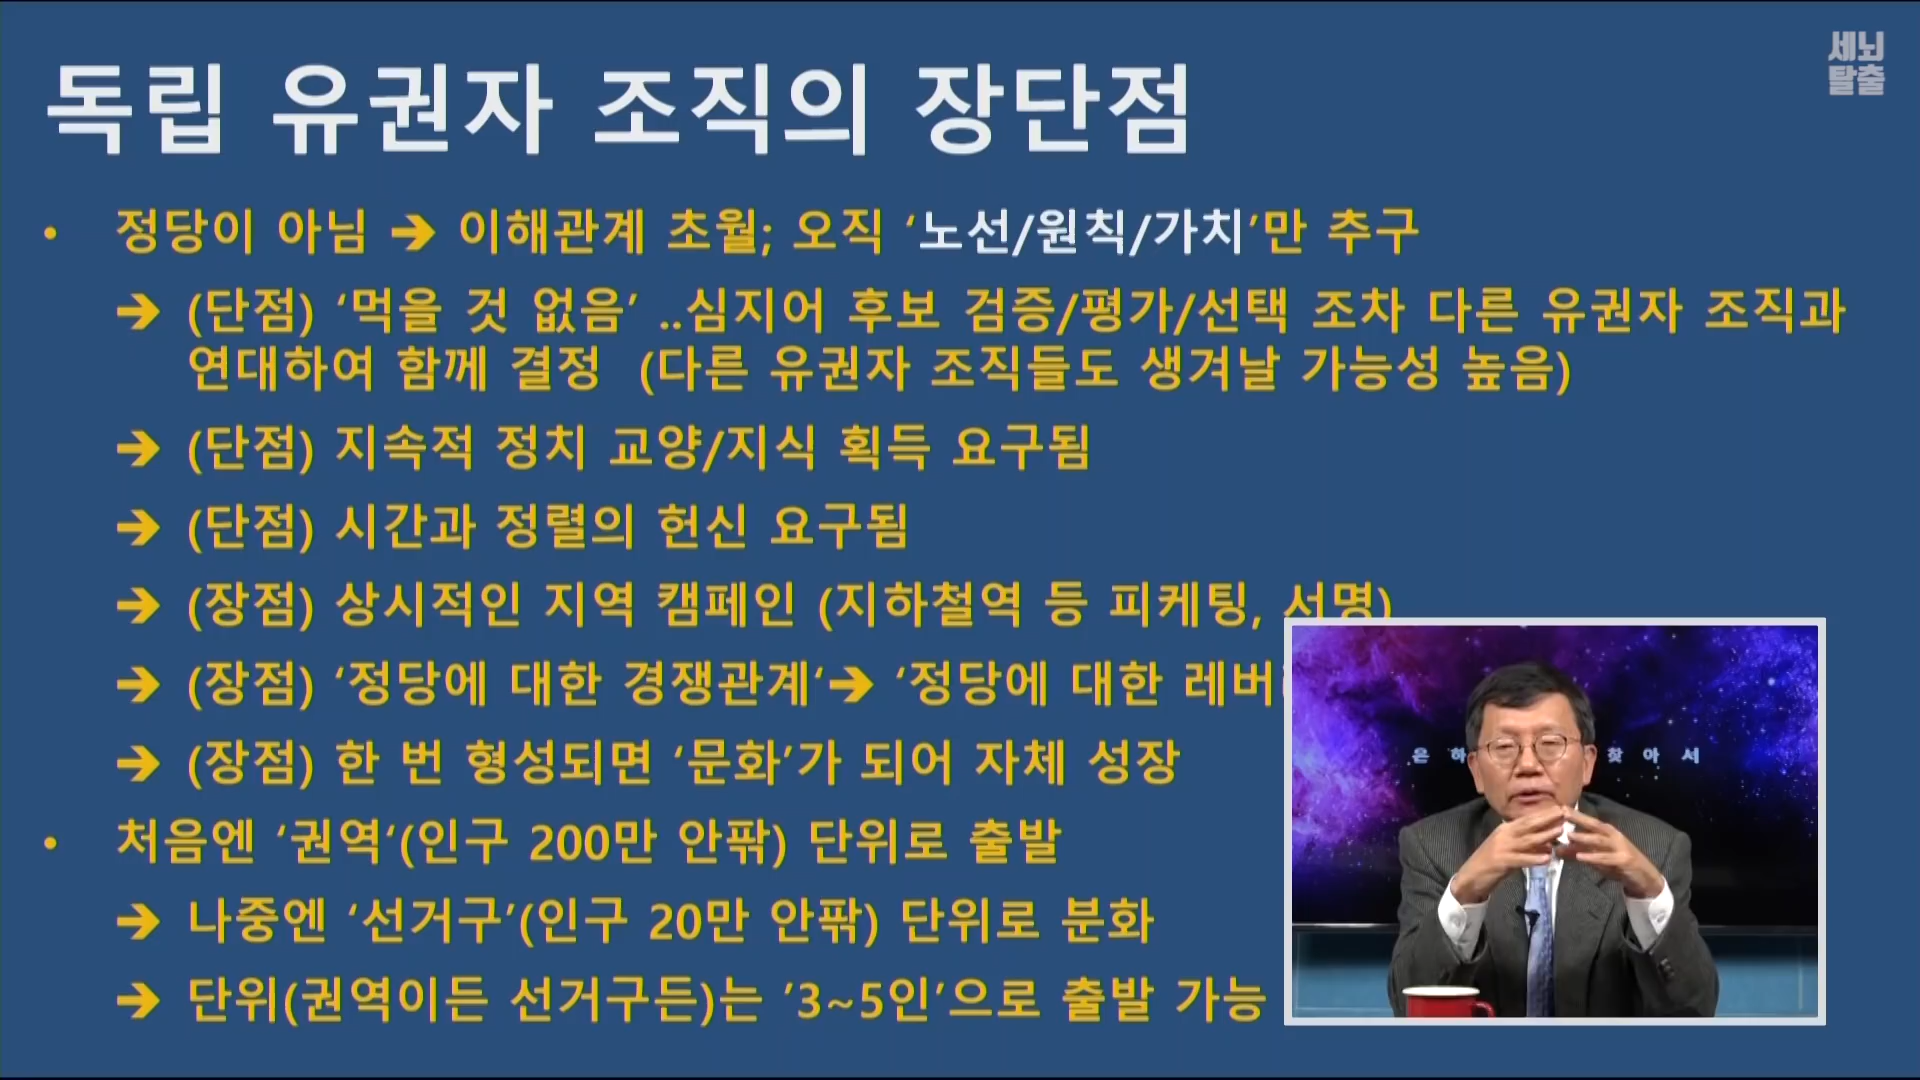 독립 유권자 조직의 장단점
세뇌
탈출
• 정당이 아님 ➔ 이해관계 초월; 오직 ‘노선/원칙/가치’만 추구
➔ (단점) ‘먹을 것 없음’ ..심지어 후보 검증/평가/선택 조차 다른 유권자 조직과
연대하여 함께 결정 (다른 유권자 조직들도 생겨날 가능성 높음)
➔ (단점) 지속적 정치 교양/지식 획득 요구됨
➔ (단점) 시간과 정렬의 헌신 요구됨
➔ (장점) 상시적인 지역 캠페인 (지하철역 등 피케팅, 서명)
➔ (장점) ‘정당에 대한 경쟁관계‘➔ ‘정당에 대한
➔ (장점) 한 번 형성되면 ‘문화’가 되어 자체 성장
• 처음엔 ‘권역‘(인구 200만 안팎) 단위로 출발
➔ 나중엔 ‘선거구’(인구 20만 안팎) 단위로 분화
➔ 단위(권역이든 선거구든)는 ’3~5인’으로 출발 가능
은 하 찾 아 서